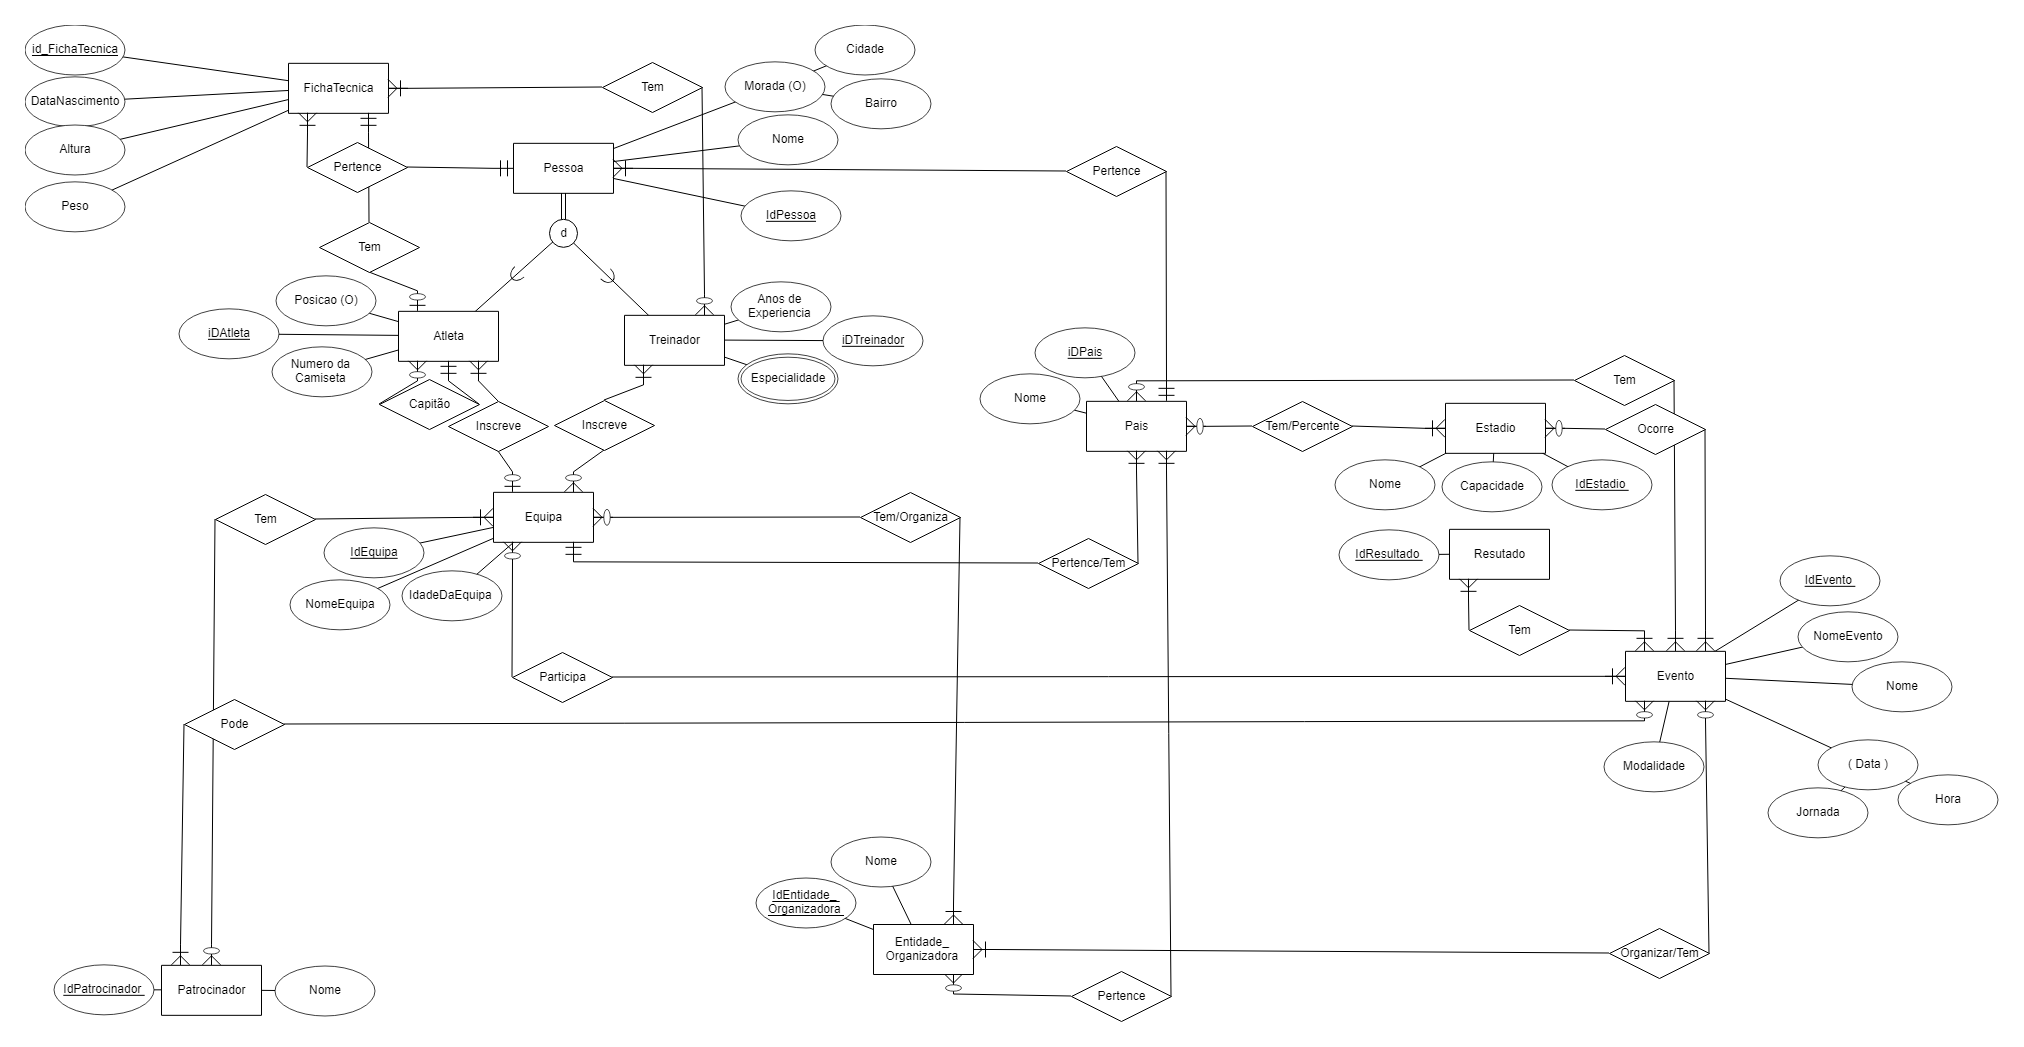 id_FichaTecnica
DataNascimento
Altura
Peso
FichaTecnica
Tem
Cidade
Morada (O)
Bairro
Nome
Pertence
Pessoa
Pertence
IdPessoa
d
Tem
Posicao (O)
iDAtleta
Numero da
Camiseta
Atleta
Treinador
Anos de
Experiencia
iDTreinador
Especialidade
Capitão
Inscreve
Inscreve
iDPais
Nome
Pais
Tem/Percente
Tem
Estadio
Ocorre
Nome
Capacidade
IdEstadio
Tem
Equipa
Tem/Organiza
IdEquipa
NomeEquipa
IdadeDaEquipa
Pertence/Tem
IdResultado
Resutado
Tem
IdEvento
NomeEvento
Nome
Evento
Participa
Pode
Modalidade
( Data )
Jornada
Hora
Nome
IdEntidade_
Organizadora
Entidade_
Organizadora
Organizar/Tem
Pertence
IdPatrocinador
Patrocinador
Nome